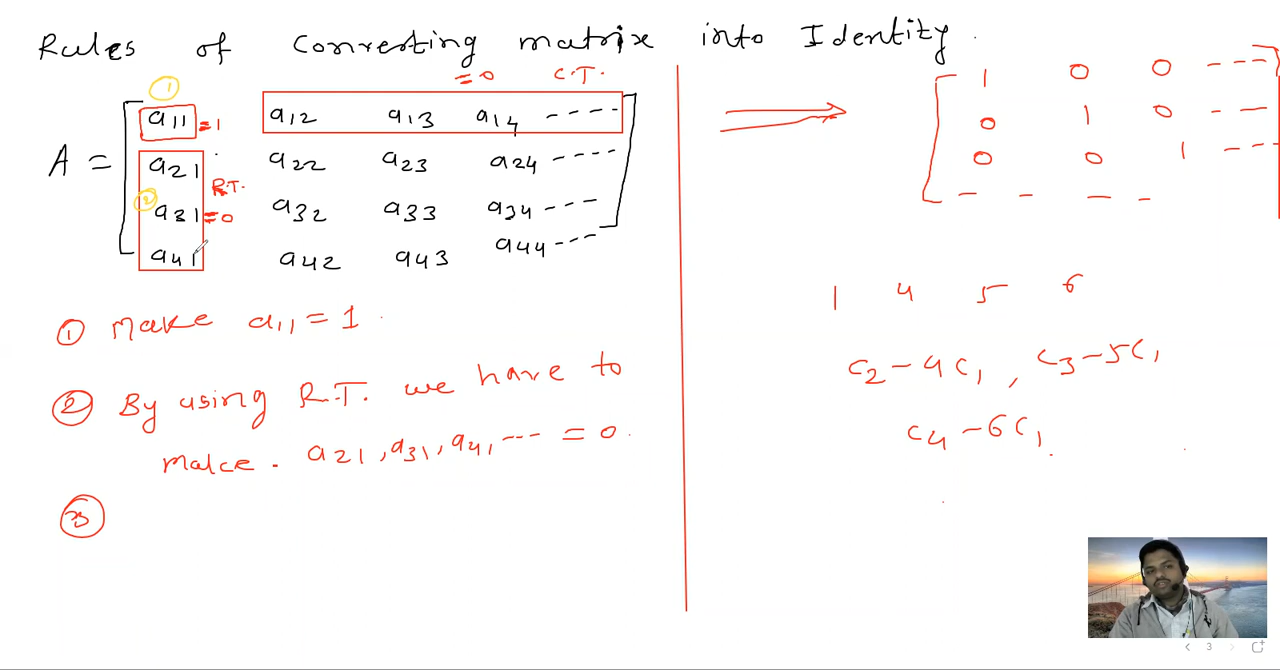 Rules of Converting matrix into Identity.
= 0 C.T.
①
A = [ a11 = 1 a12 a13 a14 ----
a21 a22 a23 a24 ----
R.T.
② a31 = 0 a32 a33 a34 ---
a41 a42 a43 a44 --- ]
① Make a11 = 1.
② By using R.T. we have to
make. a21, a31, a41, --- = 0.
③
⟹
[ 1 0 0 ---
0 1 0 ---
0 0 1 ---
- - - - ]
1 4 5 6
C2 - 4C1, C3 - 5C1
C4 - 6C1
< 3 >